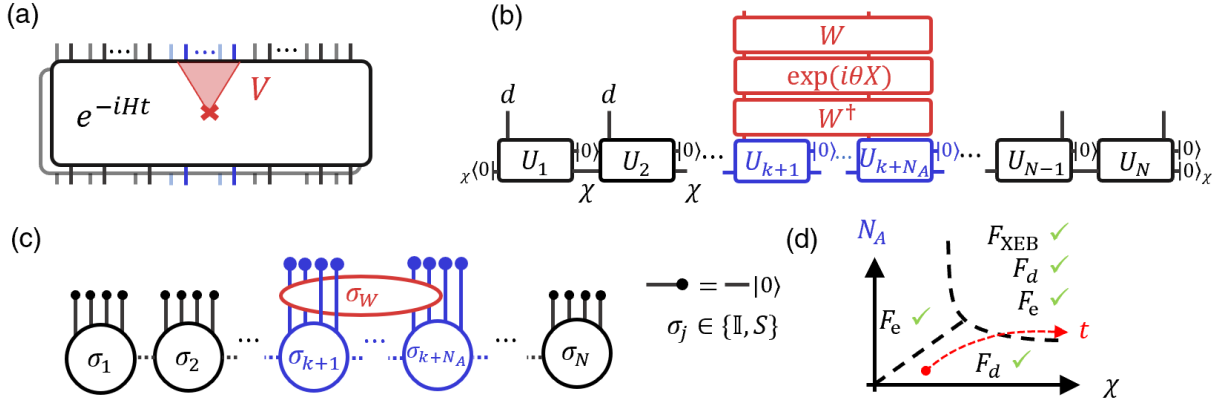 (a)
... ... ...
e^{-iHt}
V
(b)
W
exp(iθX)
W†
d d
χ⟨0| U_1 |0⟩ U_2 |0⟩ ... U_{k+1} |0⟩ ... U_{k+N_A} |0⟩ ... U_{N-1} |0⟩ U_N |0⟩ |0⟩_χ
χ χ
(c)
σ_W
σ_1 σ_2 ... σ_{k+1} ... σ_{k+N_A} ... σ_N
= |0⟩
σ_j ∈ {𝕀, S}
(d)
N_A
F_XEB ✓
F_d ✓
F_e ✓
F_e ✓
F_d ✓
t
χ